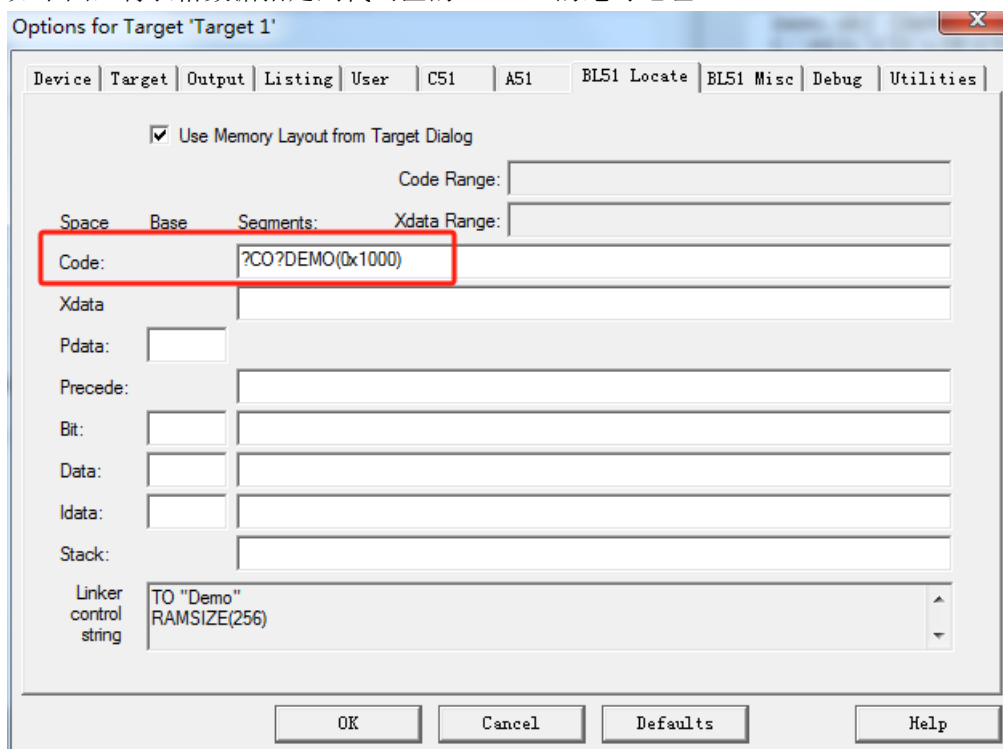 Options for Target 'Target 1'
Device Target Output Listing User C51 A51 BL51 Locate BL51 Misc Debug Utilities
Use Memory Layout from Target Dialog
Code Range:
Space Base Segments: Xdata Range:
Code: ?CO?DEMO(0x1000)
Xdata
Pdata:
Precede:
Bit:
Data:
Idata:
Stack:
Linker control string
TO "Demo"
RAMSIZE(256)
OK Cancel Defaults Help